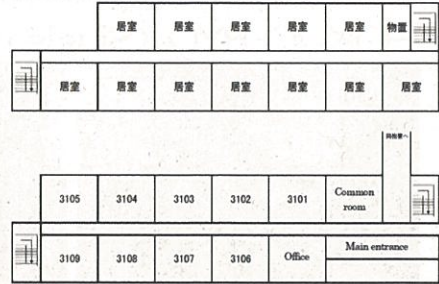 居室 居室 居室 居室 居室 物置
居室 居室 居室 居室 居室 居室 居室
3105 3104 3103 3102 3101 Common
room
3109 3108 3107 3106 Office Main entrance